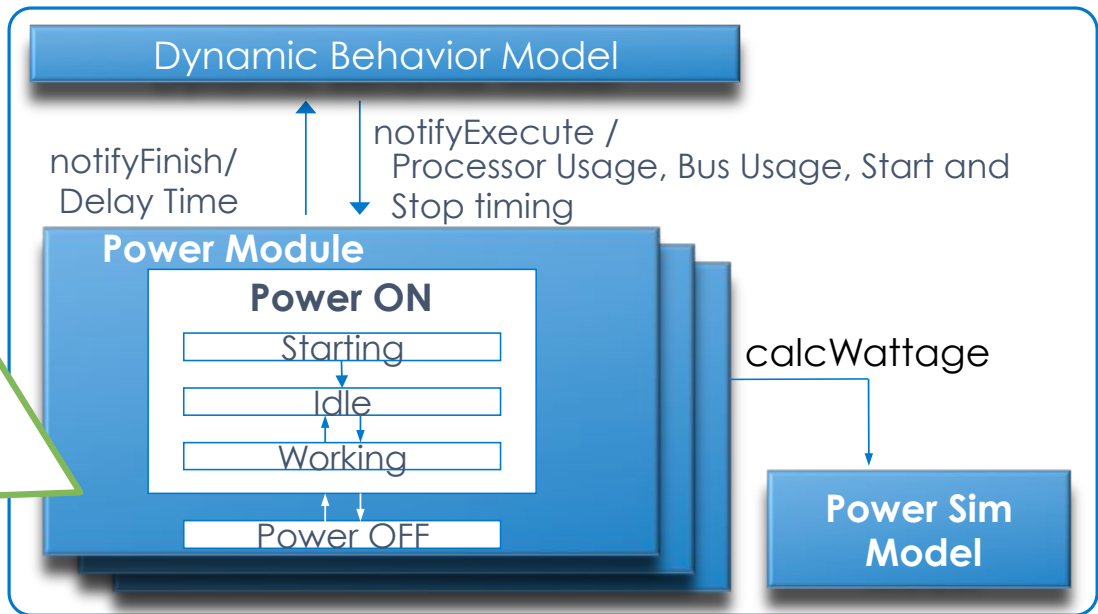 Dynamic Behavior Model
notifyFinish/
Delay Time
notifyExecute /
Processor Usage, Bus Usage, Start and
Stop timing
Power Module
Power ON
Starting
Idle
Working
Power OFF
calcWattage
Power Sim
Model